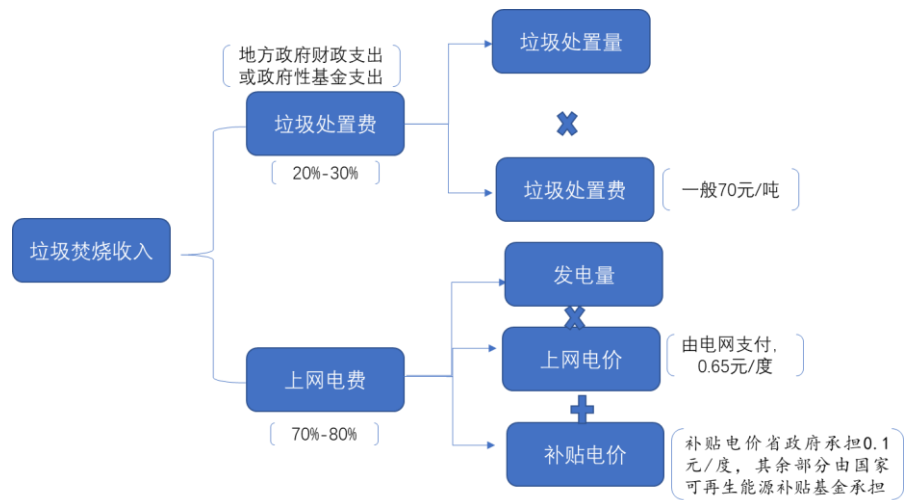 地方政府财政支出
或政府性基金支出
垃圾处置量
垃圾处置费
20%-30%
垃圾处置费
一般70元/吨
垃圾焚烧收入
发电量
上网电价
由电网支付,
0.65元/度
上网电费
70%-80%
补贴电价
补贴电价省政府承担0.1
元/度，其余部分由国家
可再生能源补贴基金承担